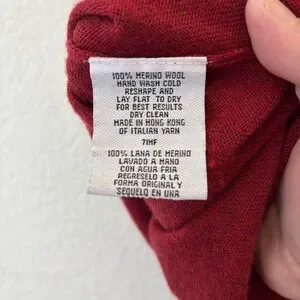 100% MERINO WOOL
HAND WASH COLD
RESHAPE AND
LAY FLAT TO DRY
FOR BEST RESULTS
DRY CLEAN
MADE IN HONG KONG
OF ITALIAN YARN
71MF
100% LANA DE MERINO
LAVADO A MANO
CON AGUA FRIA
REGRESELO A LA
FORMA ORIGINAL Y
SEQUELO EN UNA